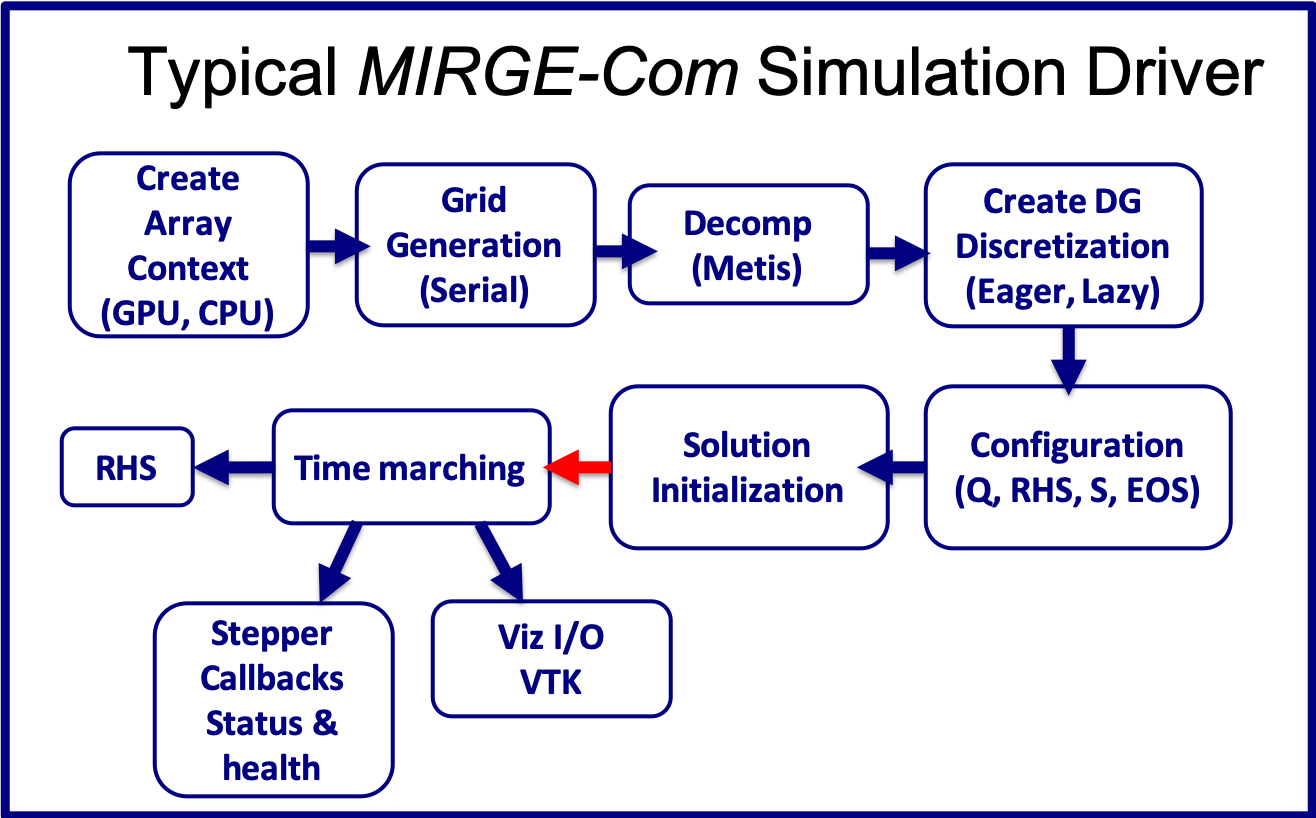 Typical MIRGE-Com Simulation Driver
Create
Array
Context
(GPU, CPU)
Grid
Generation
(Serial)
Decomp
(Metis)
Create DG
Discretization
(Eager, Lazy)
Configuration
(Q, RHS, S, EOS)
Solution
Initialization
Time marching
RHS
Stepper
Callbacks
Status &
health
Viz I/O
VTK